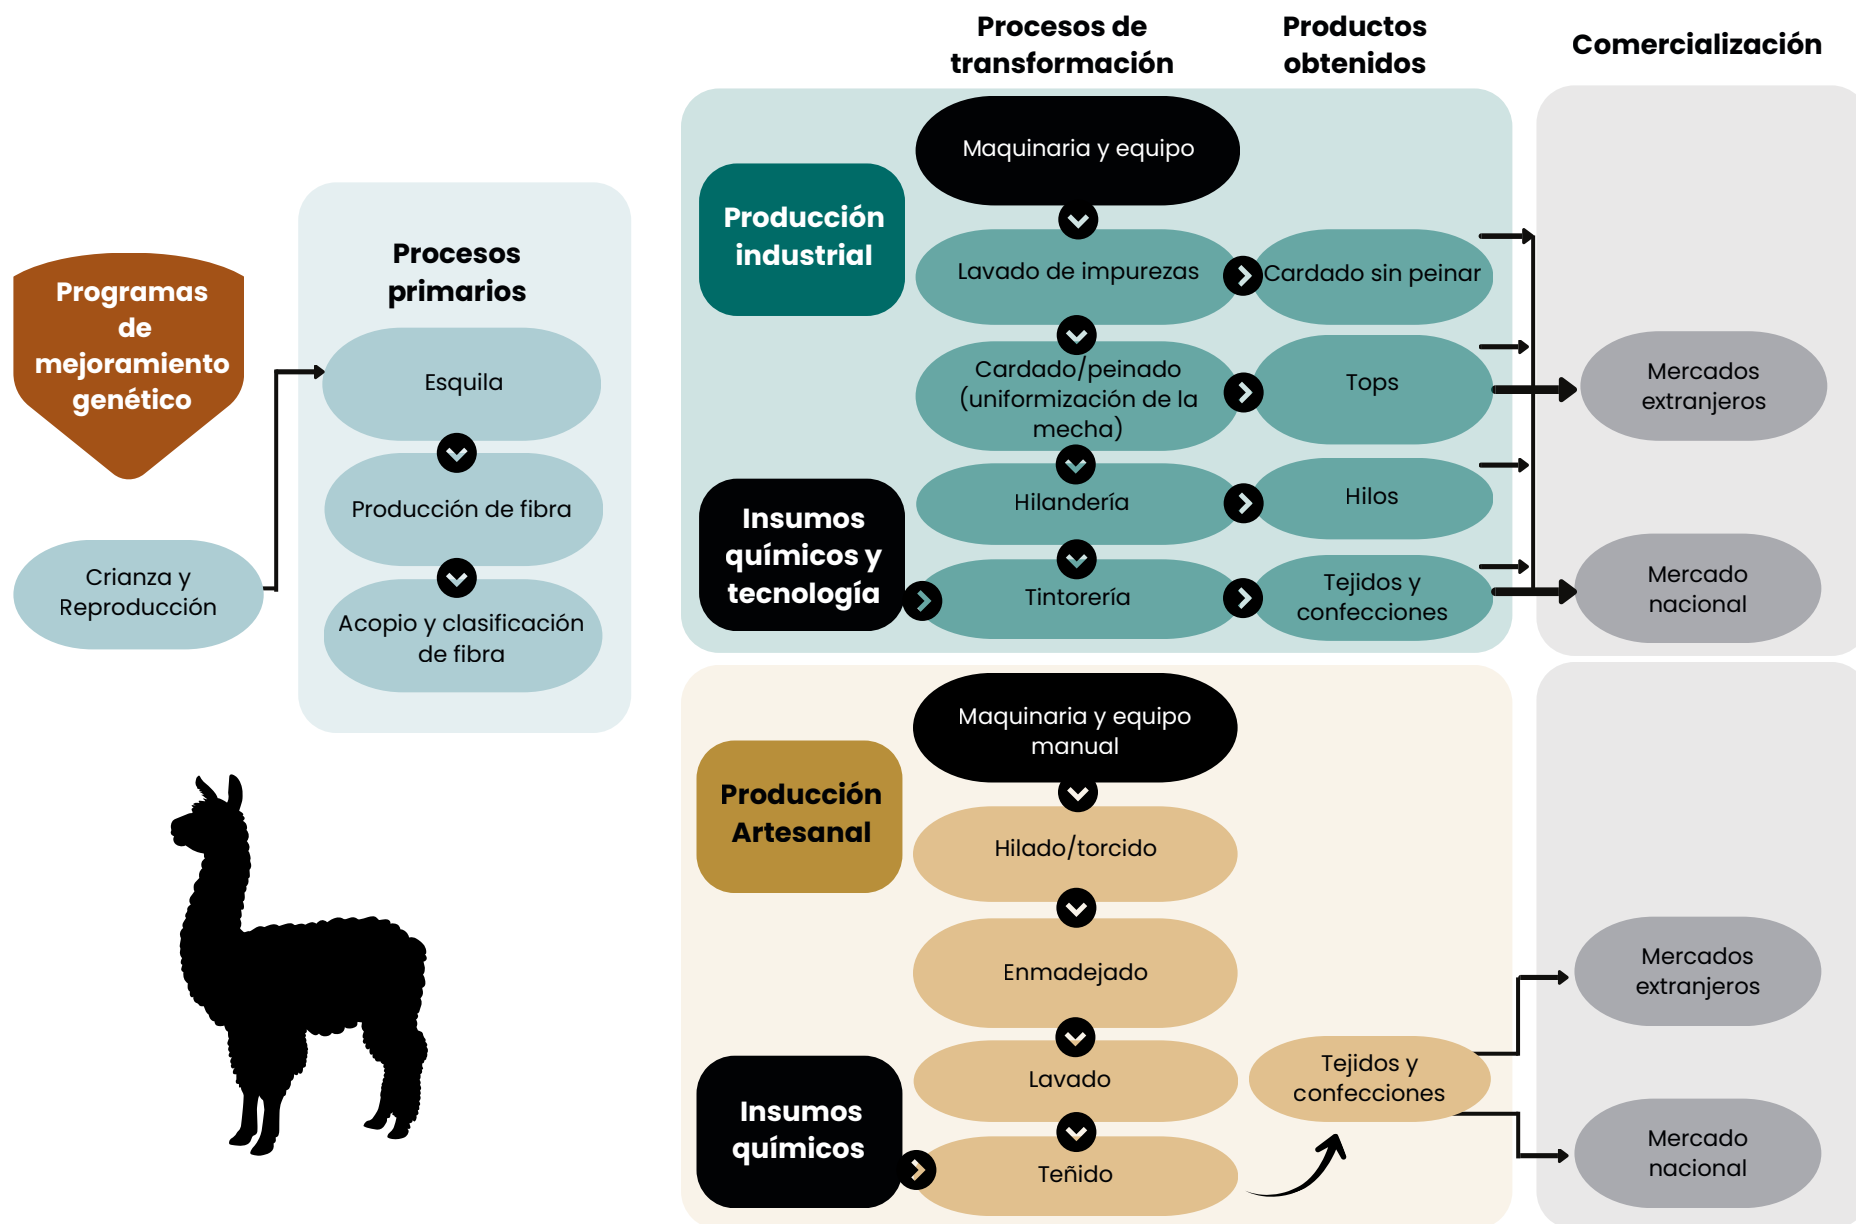 Procesos de
transformación
Productos
obtenidos
Comercialización
Programas
de
mejoramiento
genético
Crianza y
Reproducción
Procesos
primarios
Esquila
Producción de fibra
Acopio y clasificación
de fibra
Producción
industrial
Insumos
químicos y
tecnología
Maquinaria y equipo
Lavado de impurezas
Cardado/peinado
(uniformización de la
mecha)
Hilandería
Tintorería
Cardado sin peinar
Tops
Hilos
Tejidos y
confecciones
Mercados
extranjeros
Mercado
nacional
Producción
Artesanal
Insumos
químicos
Maquinaria y equipo
manual
Hilado/torcido
Enmadejado
Lavado
Teñido
Tejidos y
confecciones
Mercados
extranjeros
Mercado
nacional